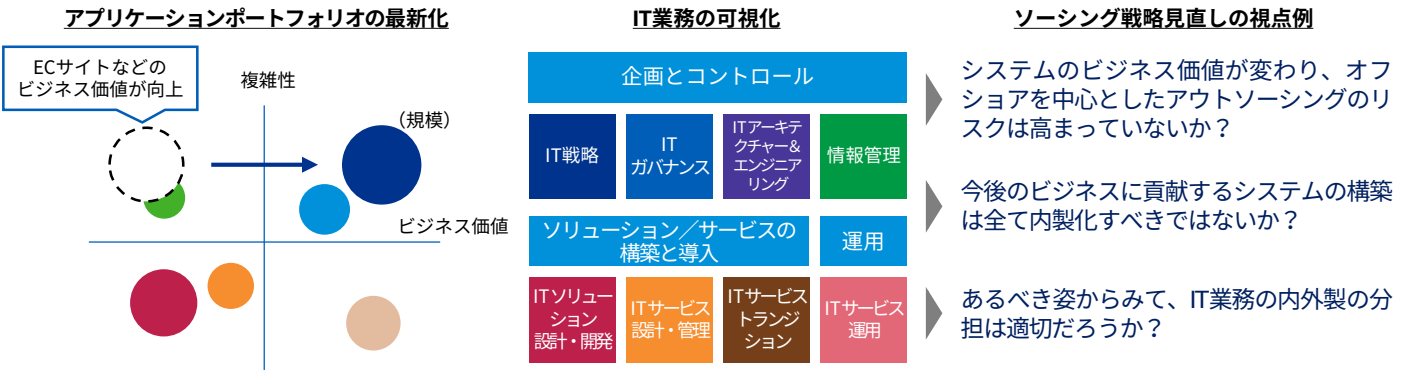 アプリケーションポートフォリオの最新化
ECサイトなどの
ビジネス価値が向上
複雑性
（規模）
ビジネス価値
IT業務の可視化
企画とコントロール
IT戦略
IT
ガバナンス
ITアーキテ
クチャー&
エンジニア
リング
情報管理
ソリューション／サービスの
構築と導入
運用
ITソリュー
ション
設計・開発
ITサービス
設計・管理
ITサービス
トランジ
ション
ITサービス
運用
ソーシング戦略見直しの視点例
システムのビジネス価値が変わり、オフ
ショアを中心としたアウトソーシングのリ
スクは高まっていないか？
今後のビジネスに貢献するシステムの構築
は全て内製化すべきではないか？
あるべき姿からみて、IT業務の内外製の分
担は適切だろうか？